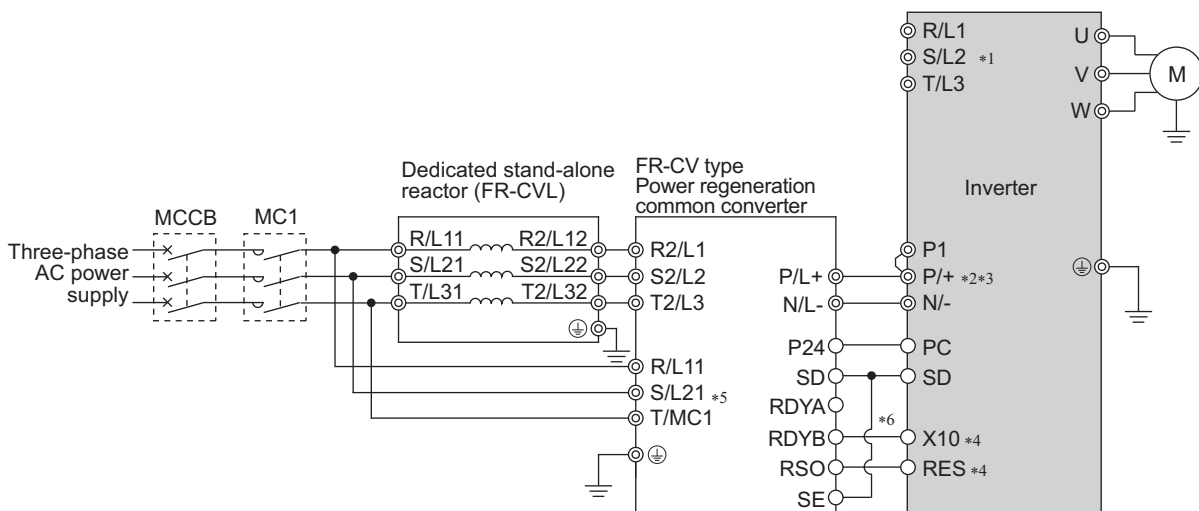 Three-phase
AC power
supply
MCCB
MC1
Dedicated stand-alone
reactor (FR-CVL)
R/L11
R2/L12
S/L21
S2/L22
T/L31
T2/L32
FR-CV type
Power regeneration
common converter
R2/L1
S2/L2
T2/L3
R/L11
S/L21 *5
T/MC1
P/L+
N/L-
P24
SD
RDYA
RDYB
RSO
SE
*6
R/L1
S/L2 *1
T/L3
Inverter
P1
P/+ *2*3
N/-
PC
SD
X10 *4
RES *4
U
V
W
M